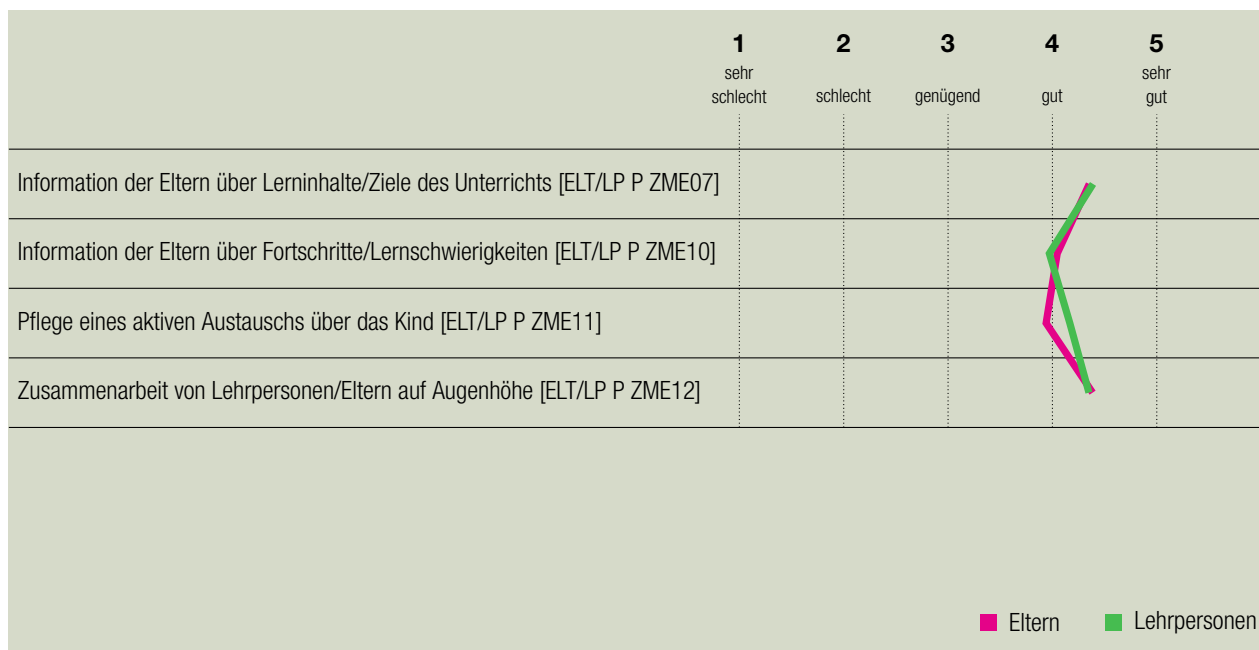 1 2 3 4 5
sehr schlecht schlecht genügend gut sehr gut
Information der Eltern über Lerninhalte/Ziele des Unterrichts [ELT/LP P ZME07]
Information der Eltern über Fortschritte/Lernschwierigkeiten [ELT/LP P ZME10]
Pflege eines aktiven Austauschs über das Kind [ELT/LP P ZME11]
Zusammenarbeit von Lehrpersonen/Eltern auf Augenhöhe [ELT/LP P ZME12]
Eltern Lehrpersonen